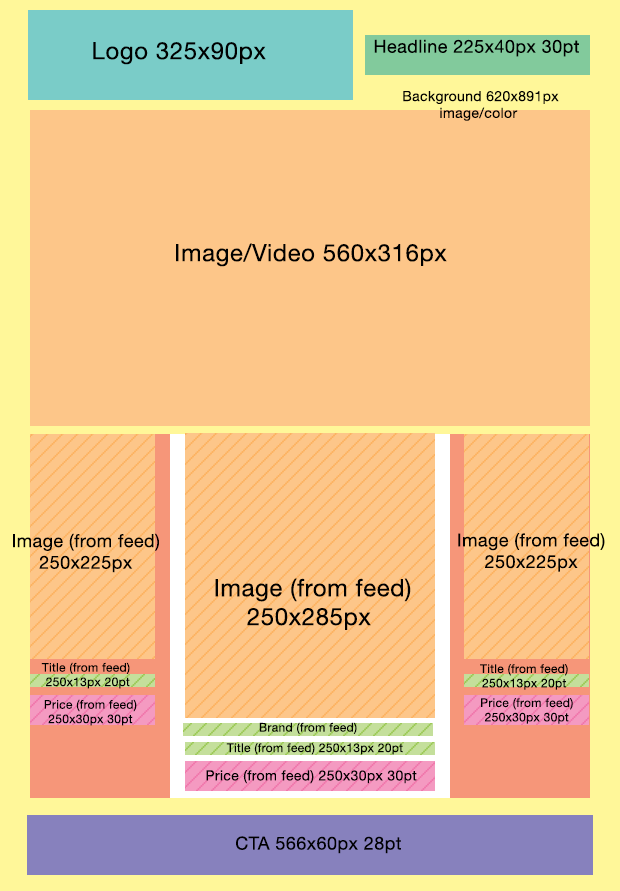 Logo 325x90px
Headline 225x40px 30pt
Background 620x891px
image/color
Image/Video 560x316px
Image (from feed)
250x225px
Title (from feed)
250x13px 20pt
Price (from feed)
250x30px 30pt
Image (from feed)
250x285px
Brand (from feed)
Title (from feed) 250x13px 20pt
Price (from feed) 250x30px 30pt
Image (from feed)
250x225px
Title (from feed)
250x13px 20pt
Price (from feed)
250x30px 30pt
CTA 566x60px 28pt